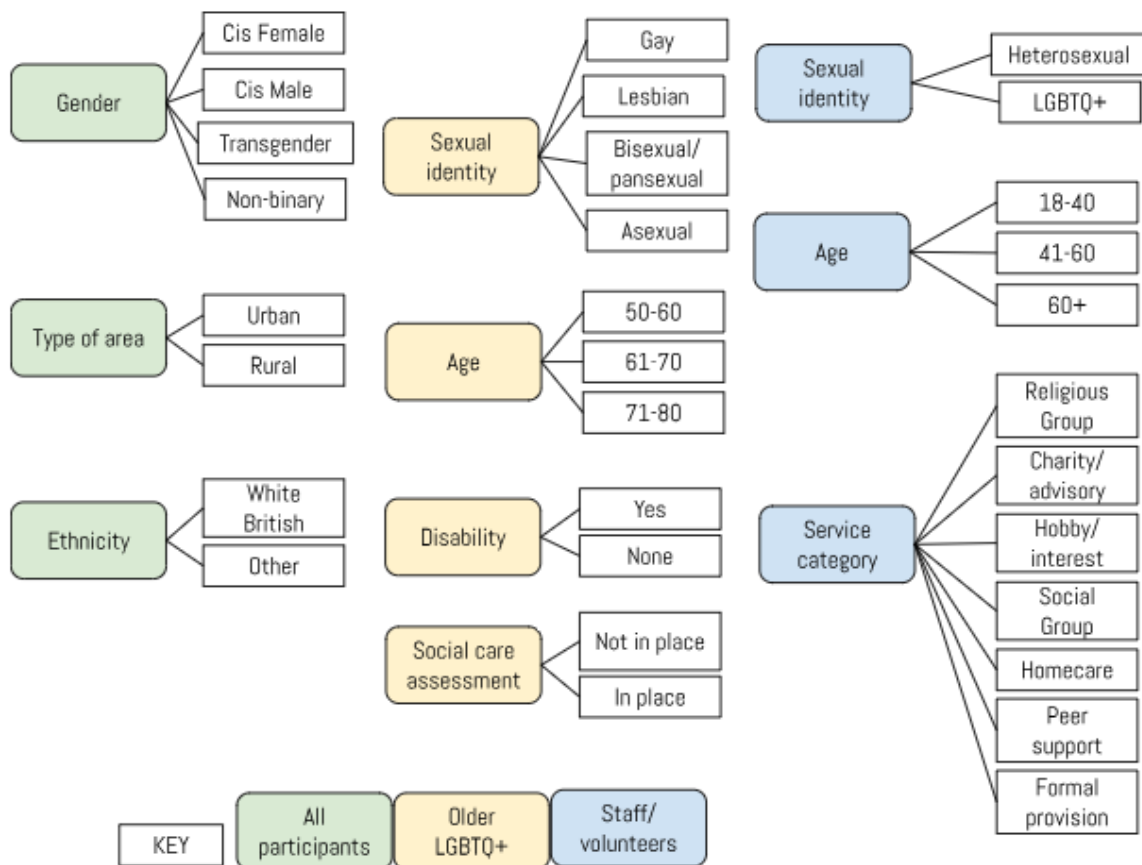 Gender
Cis Female
Cis Male
Transgender
Non-binary
Type of area
Urban
Rural
Ethnicity
White
British
Other
Sexual
identity
Gay
Lesbian
Bisexual/
pansexual
Asexual
Age
50-60
61-70
71-80
Disability
Yes
None
Social care
assessment
Not in place
In place
Sexual
identity
Heterosexual
LGBTQ+
Age
18-40
41-60
60+
Service
category
Religious
Group
Charity/
advisory
Hobby/
interest
Social
Group
Homecare
Peer
support
Formal
provision
KEY
All
participants
Older
LGBTQ+
Staff/
volunteers